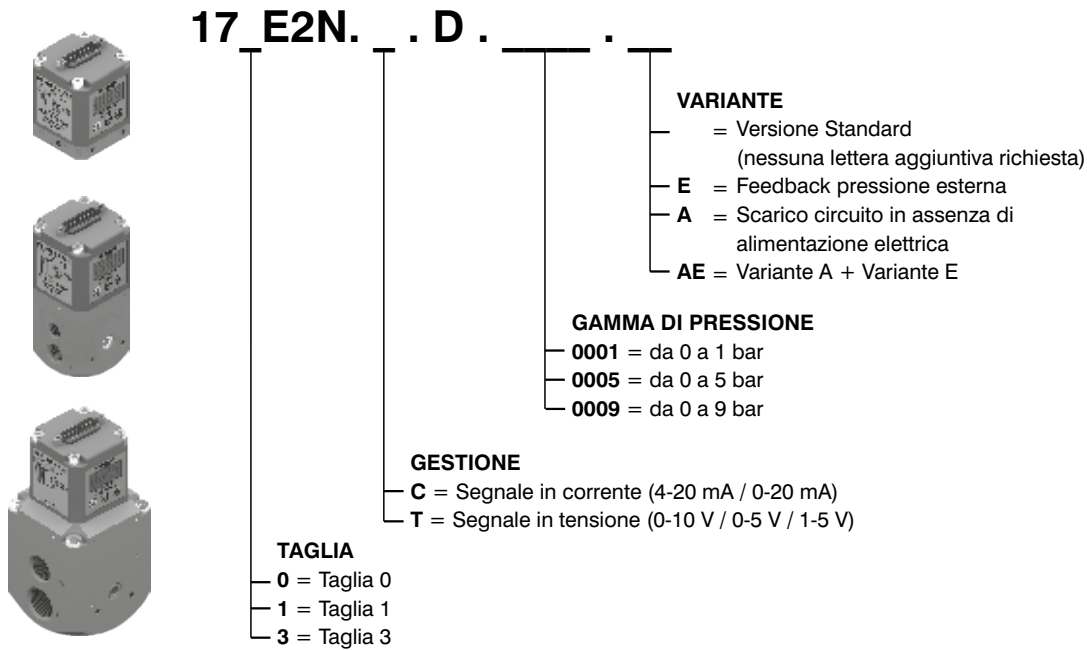 17_E2N. _ . D . ____ . __
VARIANTE
= Versione Standard
(nessuna lettera aggiuntiva richiesta)
E = Feedback pressione esterna
A = Scarico circuito in assenza di
alimentazione elettrica
AE = Variante A + Variante E
GAMMA DI PRESSIONE
0001 = da 0 a 1 bar
0005 = da 0 a 5 bar
0009 = da 0 a 9 bar
GESTIONE
C = Segnale in corrente (4-20 mA / 0-20 mA)
T = Segnale in tensione (0-10 V / 0-5 V / 1-5 V)
TAGLIA
0 = Taglia 0
1 = Taglia 1
3 = Taglia 3